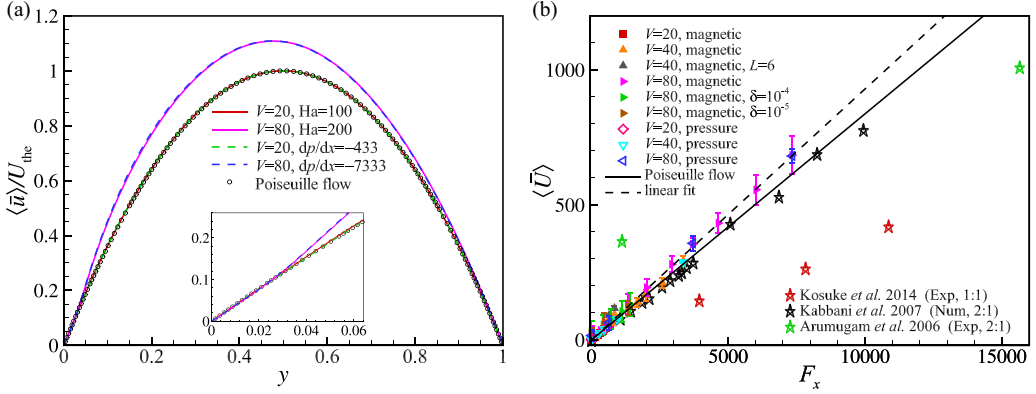 (a)
1.2
1
0.8
0.6
0.4
0.2
0
⟨ū⟩/U_the
V=20, Ha=100
V=80, Ha=200
V=20, dp/dx=−433
V=80, dp/dx=−7333
Poiseuille flow
0.2
0.1
0
0
0.02
0.04
0.06
0
0.2
0.4
0.6
0.8
1
y
(b)
1000
500
0
⟨Ū⟩
V=20, magnetic
V=40, magnetic
V=40, magnetic, L=6
V=80, magnetic
V=80, magnetic, δ=10⁻⁴
V=80, magnetic, δ=10⁻⁵
V=20, pressure
V=40, pressure
V=80, pressure
Poiseuille flow
linear fit
Kosuke et al. 2014 (Exp, 1:1)
Kabbani et al. 2007 (Num, 2:1)
Arumugam et al. 2006 (Exp, 2:1)
0
5000
10000
15000
F_x